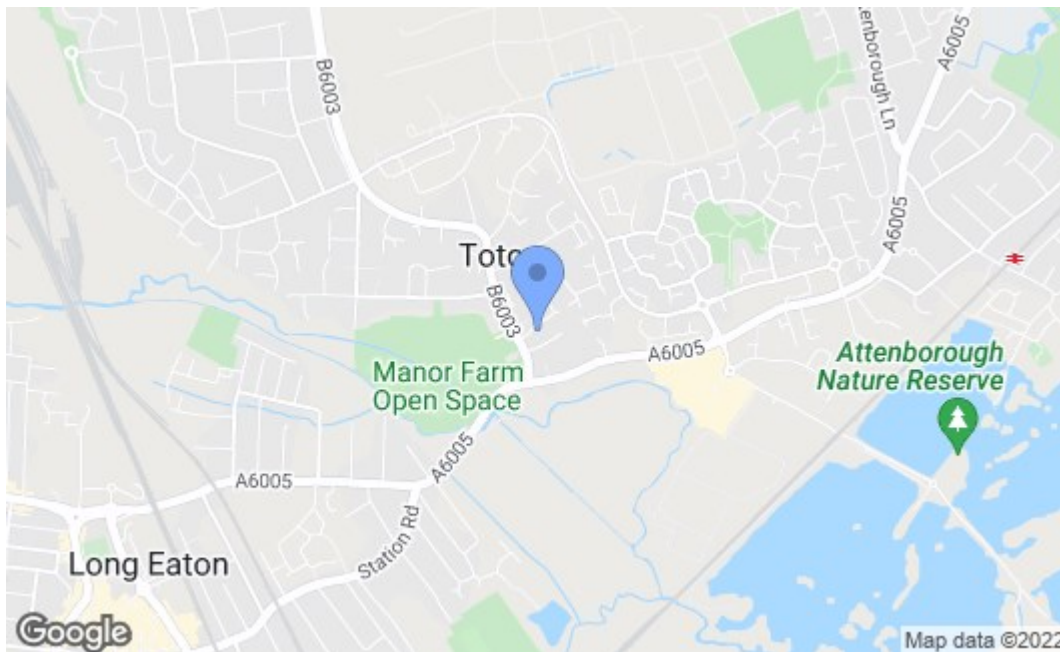 B6003
tenborough Ln
A6005
A6005
Toto
B6003
A6005
Attenborough
Nature Reserve
Manor Farm
Open Space
A6005
A6005
Station Rd
Long Eaton
Google
Map data ©2022